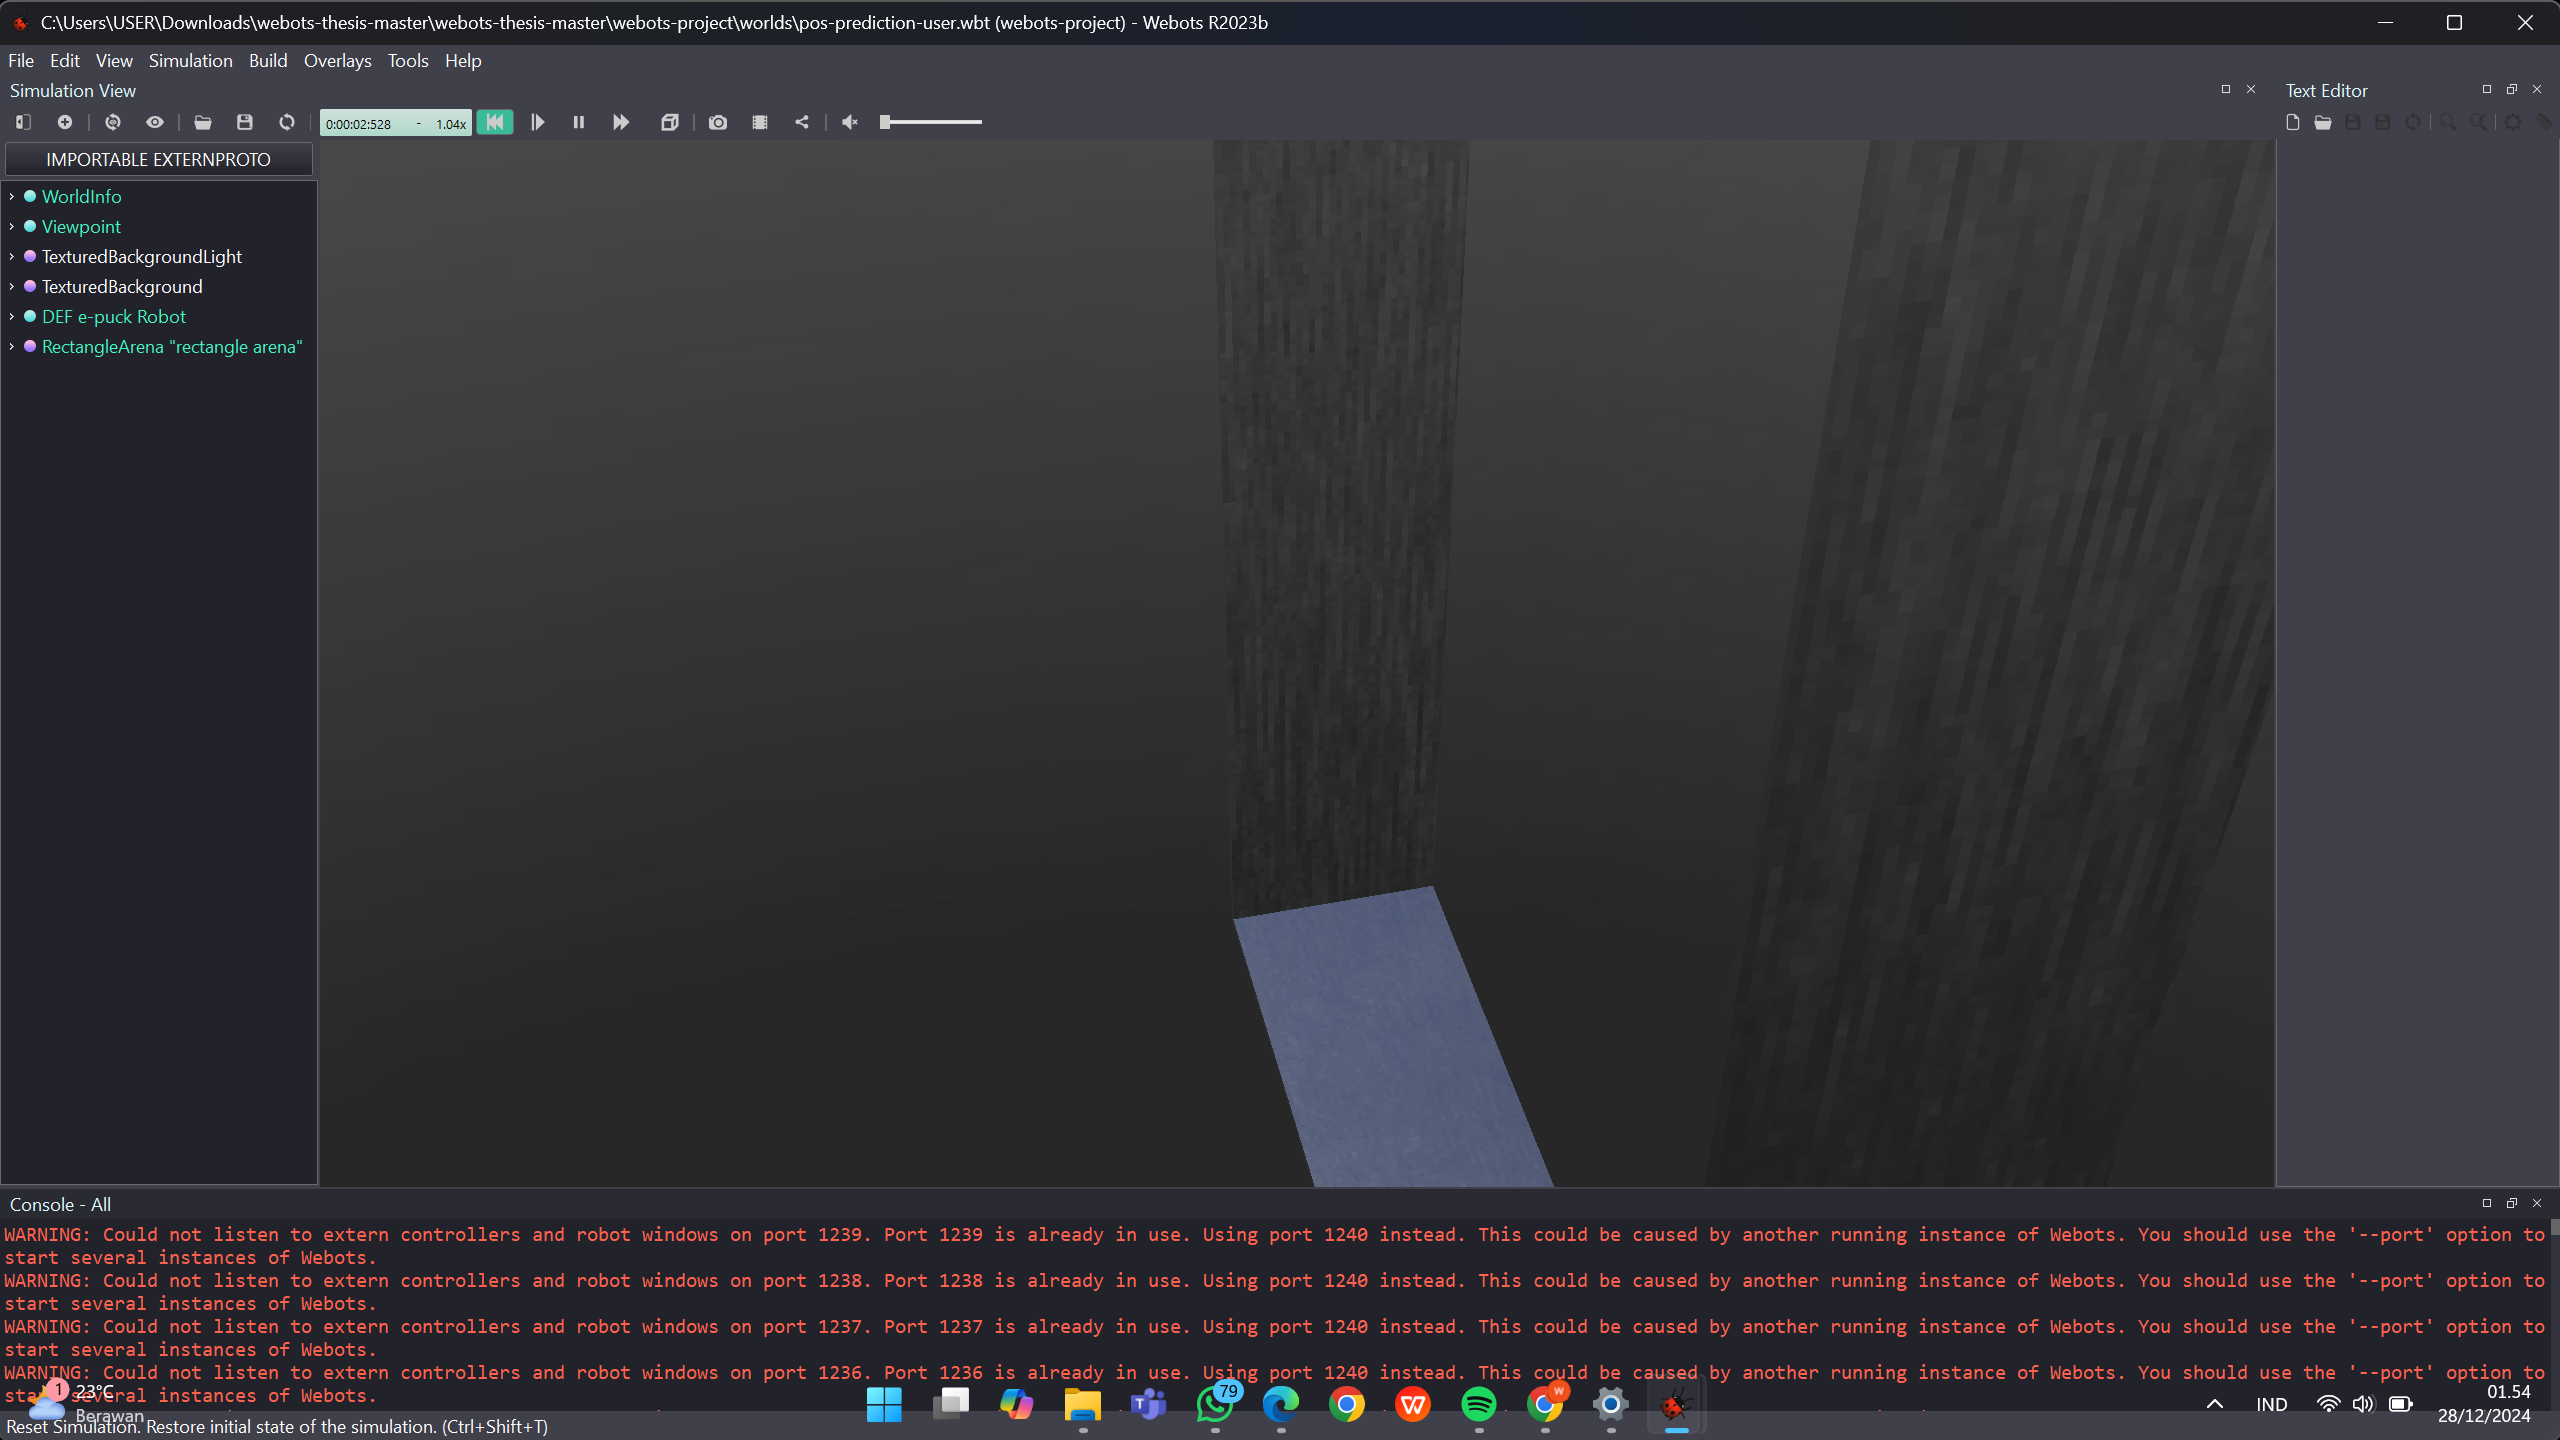 C:\Users\USER\Downloads\webots-thesis-master\webots-thesis-master\webots-project\worlds\pos-prediction-user.wbt (webots-project) - Webots R2023b
File Edit View Simulation Build Overlays Tools Help
Simulation View
Text Editor
0:00:02:528 - 1.04x
IMPORTABLE EXTERNPROTO
WorldInfo
Viewpoint
TexturedBackgroundLight
TexturedBackground
DEF e-puck Robot
RectangleArena "rectangle arena"
Console - All
WARNING: Could not listen to extern controllers and robot windows on port 1239. Port 1239 is already in use. Using port 1240 instead. This could be caused by another running instance of Webots. You should use the '--port' option to
start several instances of Webots.
WARNING: Could not listen to extern controllers and robot windows on port 1238. Port 1238 is already in use. Using port 1240 instead. This could be caused by another running instance of Webots. You should use the '--port' option to
start several instances of Webots.
WARNING: Could not listen to extern controllers and robot windows on port 1237. Port 1237 is already in use. Using port 1240 instead. This could be caused by another running instance of Webots. You should use the '--port' option to
start several instances of Webots.
WARNING: Could not listen to extern controllers and robot windows on port 1236. Port 1236 is already in use. Using port 1240 instead. This could be caused by another running instance of Webots. You should use the '--port' option to
start several instances of Webots.
1
23°C
Berawan
79
W
IND
01.54
28/12/2024
Reset Simulation. Restore initial state of the simulation. (Ctrl+Shift+T)